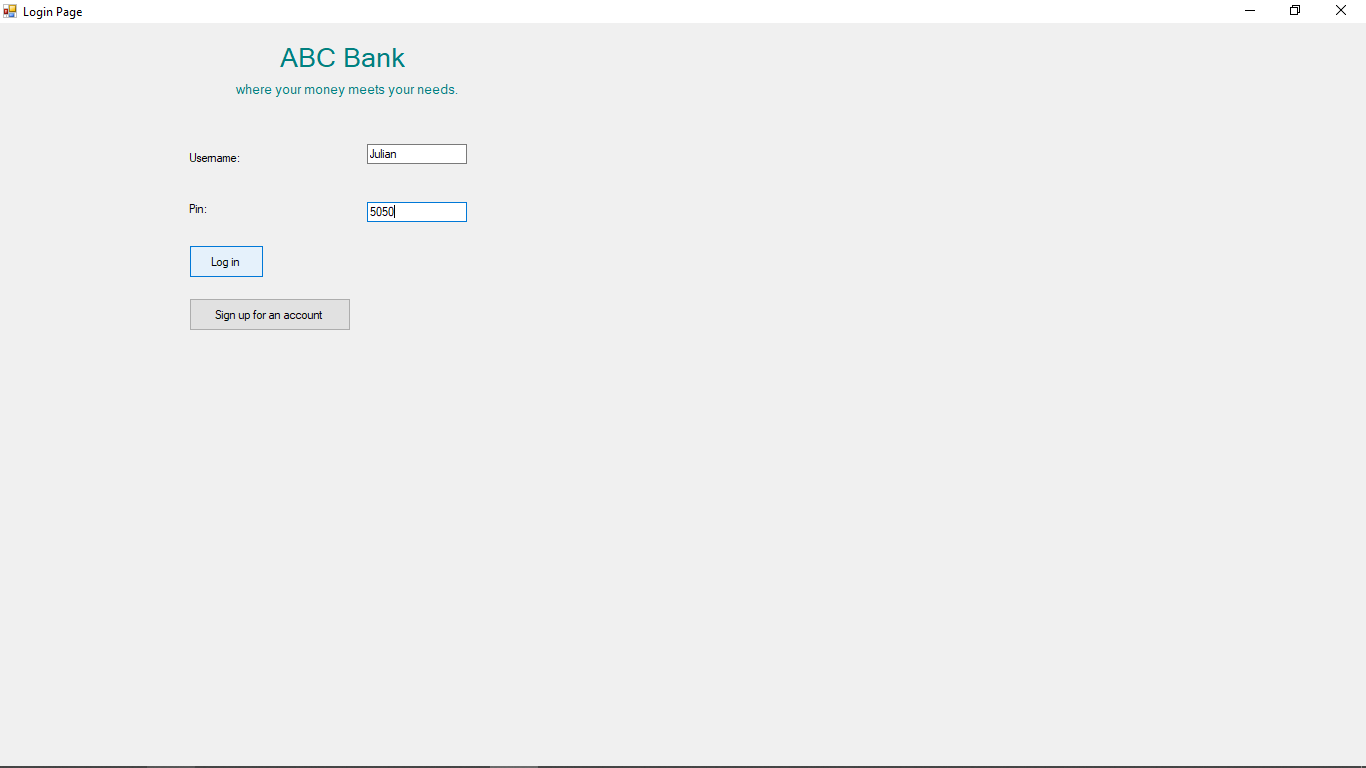 Login Page
ABC Bank
where your money meets your needs.
Username: Julian
Pin: 5050
Log in
Sign up for an account